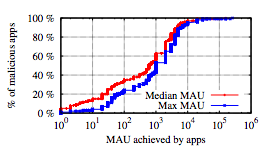 100 %
80 %
60 %
40 %
20 %
0 %
% of malicious apps
Median MAU
Max MAU
10^0 10^1 10^2 10^3 10^4 10^5 10^6
MAU achieved by apps